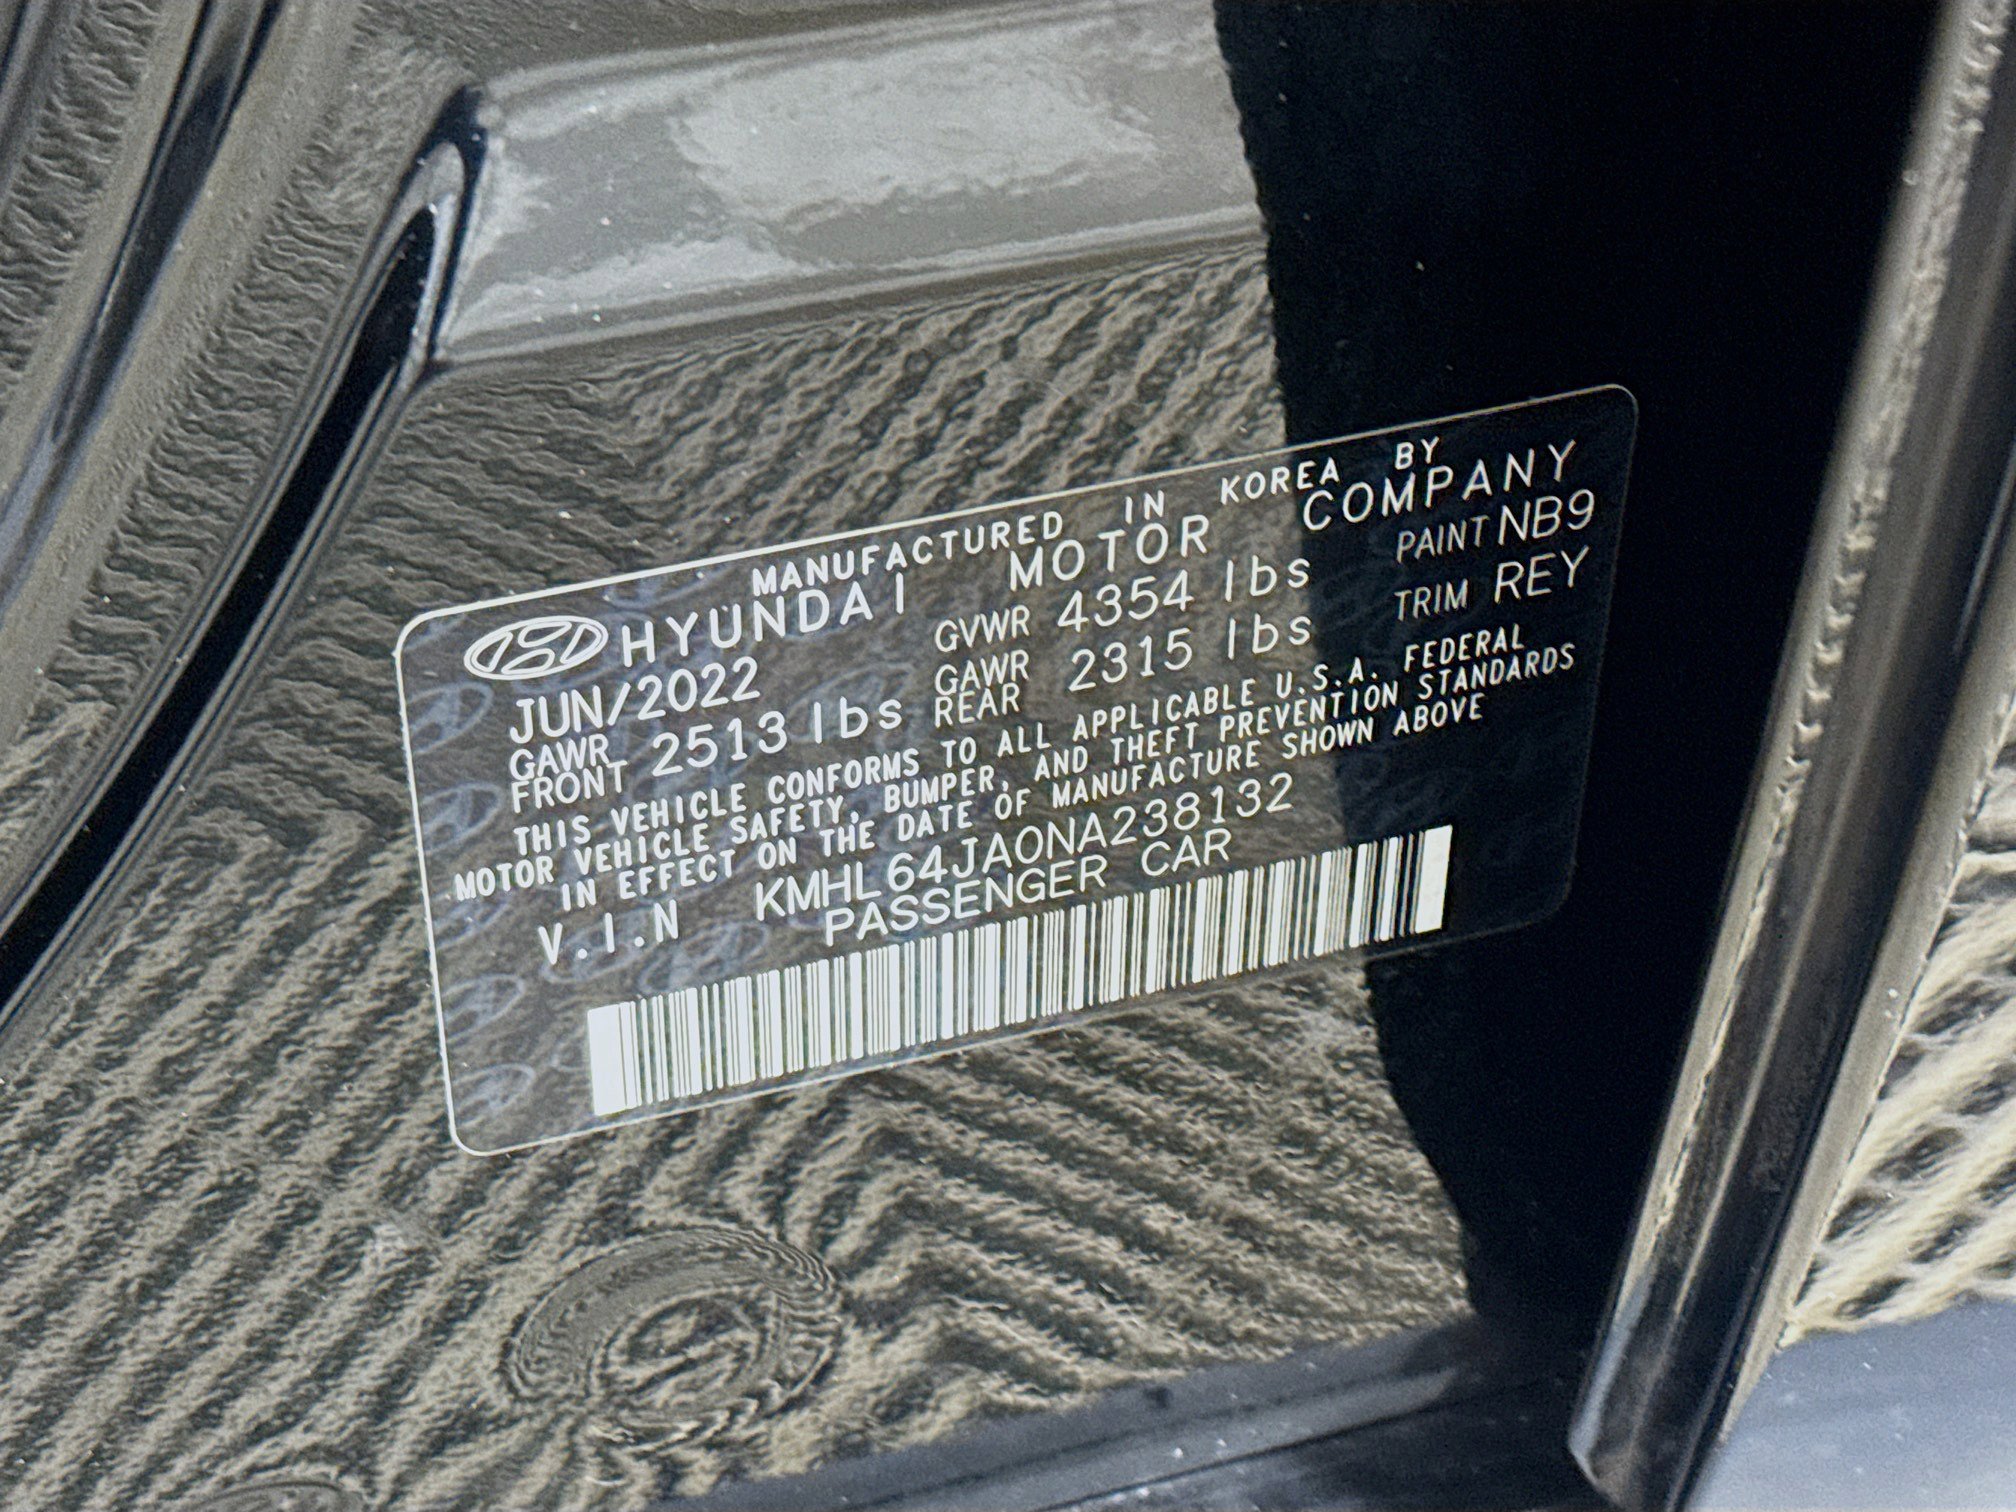 MANUFACTURED IN KOREA BY
HYUNDAI MOTOR COMPANY
JUN/2022 GVWR 4354 lbs PAINT NB9
GAWR FRONT 2513 lbs GAWR REAR 2315 lbs TRIM REY
THIS VEHICLE CONFORMS TO ALL APPLICABLE U.S.A. FEDERAL
MOTOR VEHICLE SAFETY, BUMPER, AND THEFT PREVENTION STANDARDS
IN EFFECT ON THE DATE OF MANUFACTURE SHOWN ABOVE
V.I.N KMHL64JA0NA238132
PASSENGER CAR